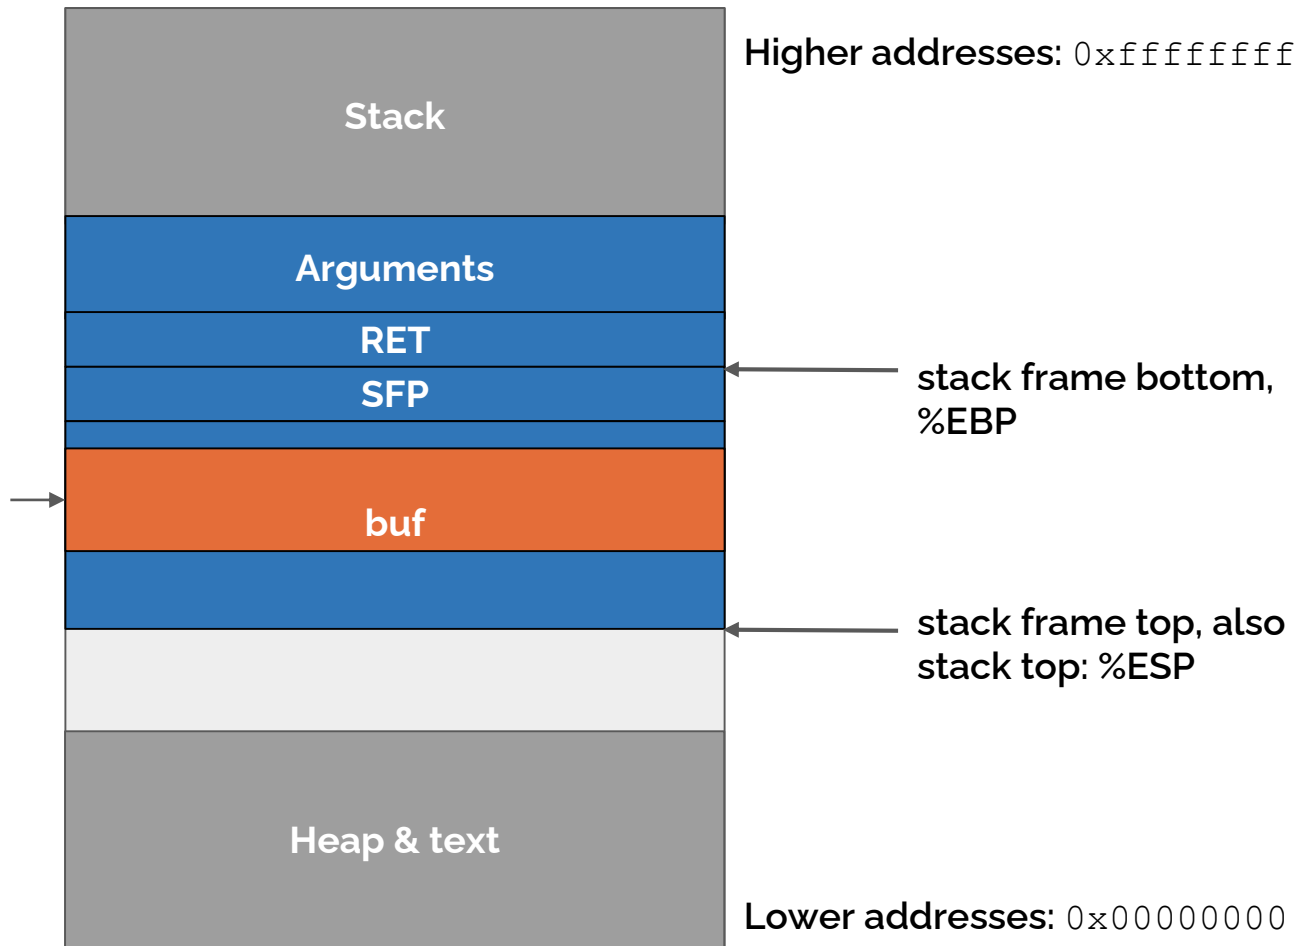 Higher addresses: 0xffffffff
Stack
Arguments
RET
SFP
stack frame bottom,
%EBP
buf
stack frame top, also
stack top: %ESP
Heap & text
Lower addresses: 0x00000000